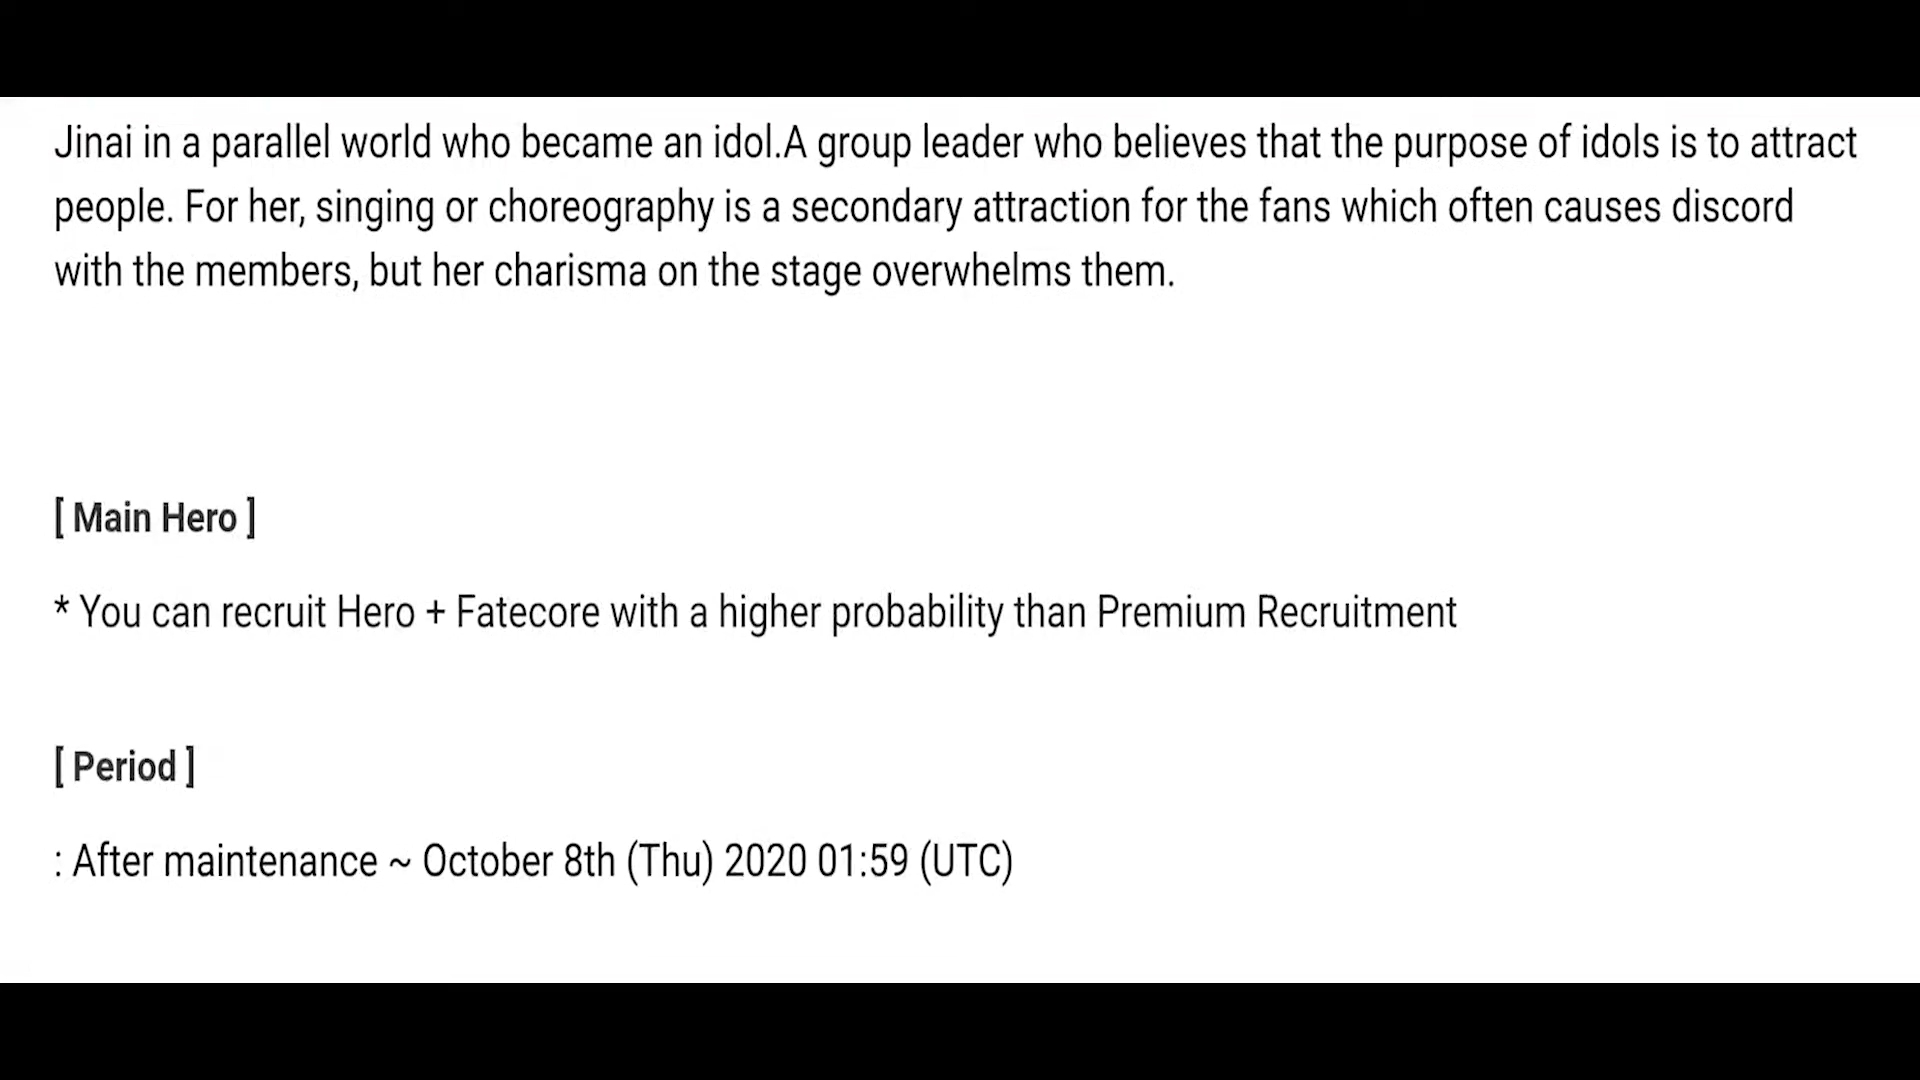 Jinai in a parallel world who became an idol.A group leader who believes that the purpose of idols is to attract
people. For her, singing or choreography is a secondary attraction for the fans which often causes discord
with the members, but her charisma on the stage overwhelms them.
[ Main Hero ]
* You can recruit Hero + Fatecore with a higher probability than Premium Recruitment
[ Period ]
: After maintenance ~ October 8th (Thu) 2020 01:59 (UTC)